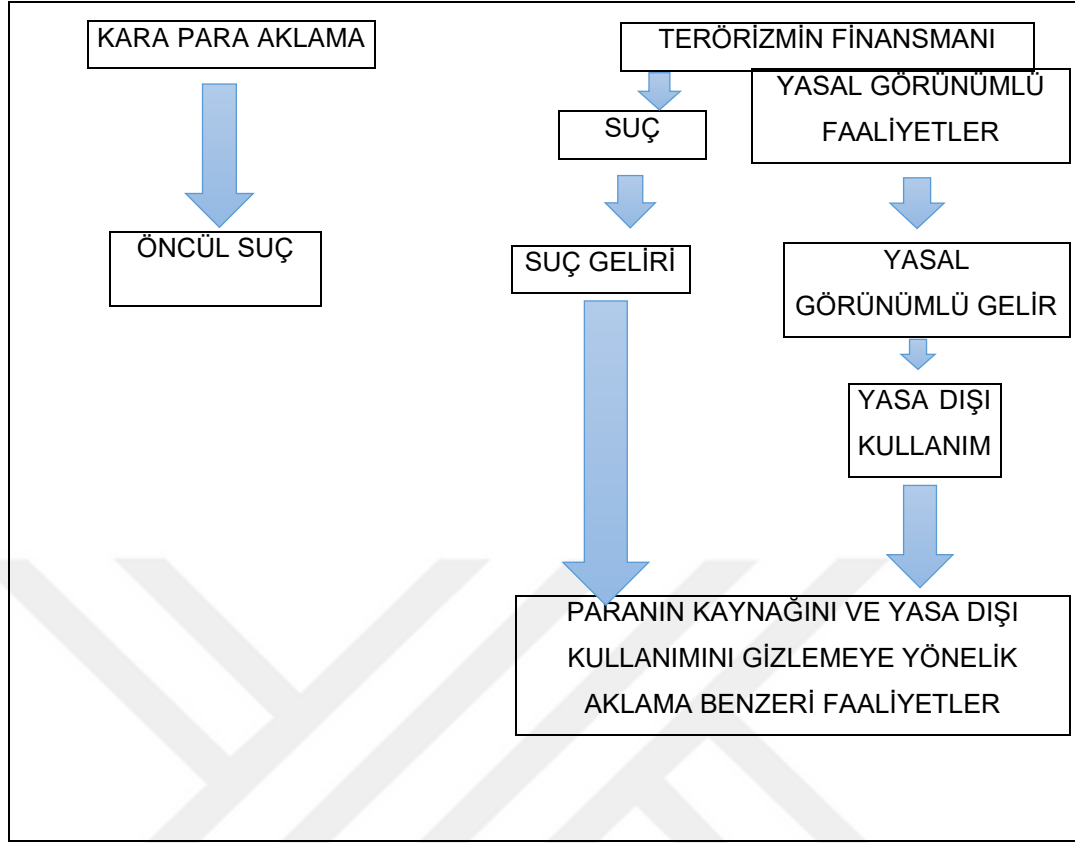 KARA PARA AKLAMA
ÖNCÜL SUÇ
TERÖRİZMİN FİNANSMANI
SUÇ
SUÇ GELİRİ
YASAL GÖRÜNÜMLÜ
FAALİYETLER
YASAL
GÖRÜNÜMLÜ GELİR
YASA DIŞI
KULLANIM
PARANIN KAYNAĞINI VE YASA DIŞI
KULLANIMINI GİZLEMEYE YÖNELİK
AKLAMA BENZERİ FAALİYETLER